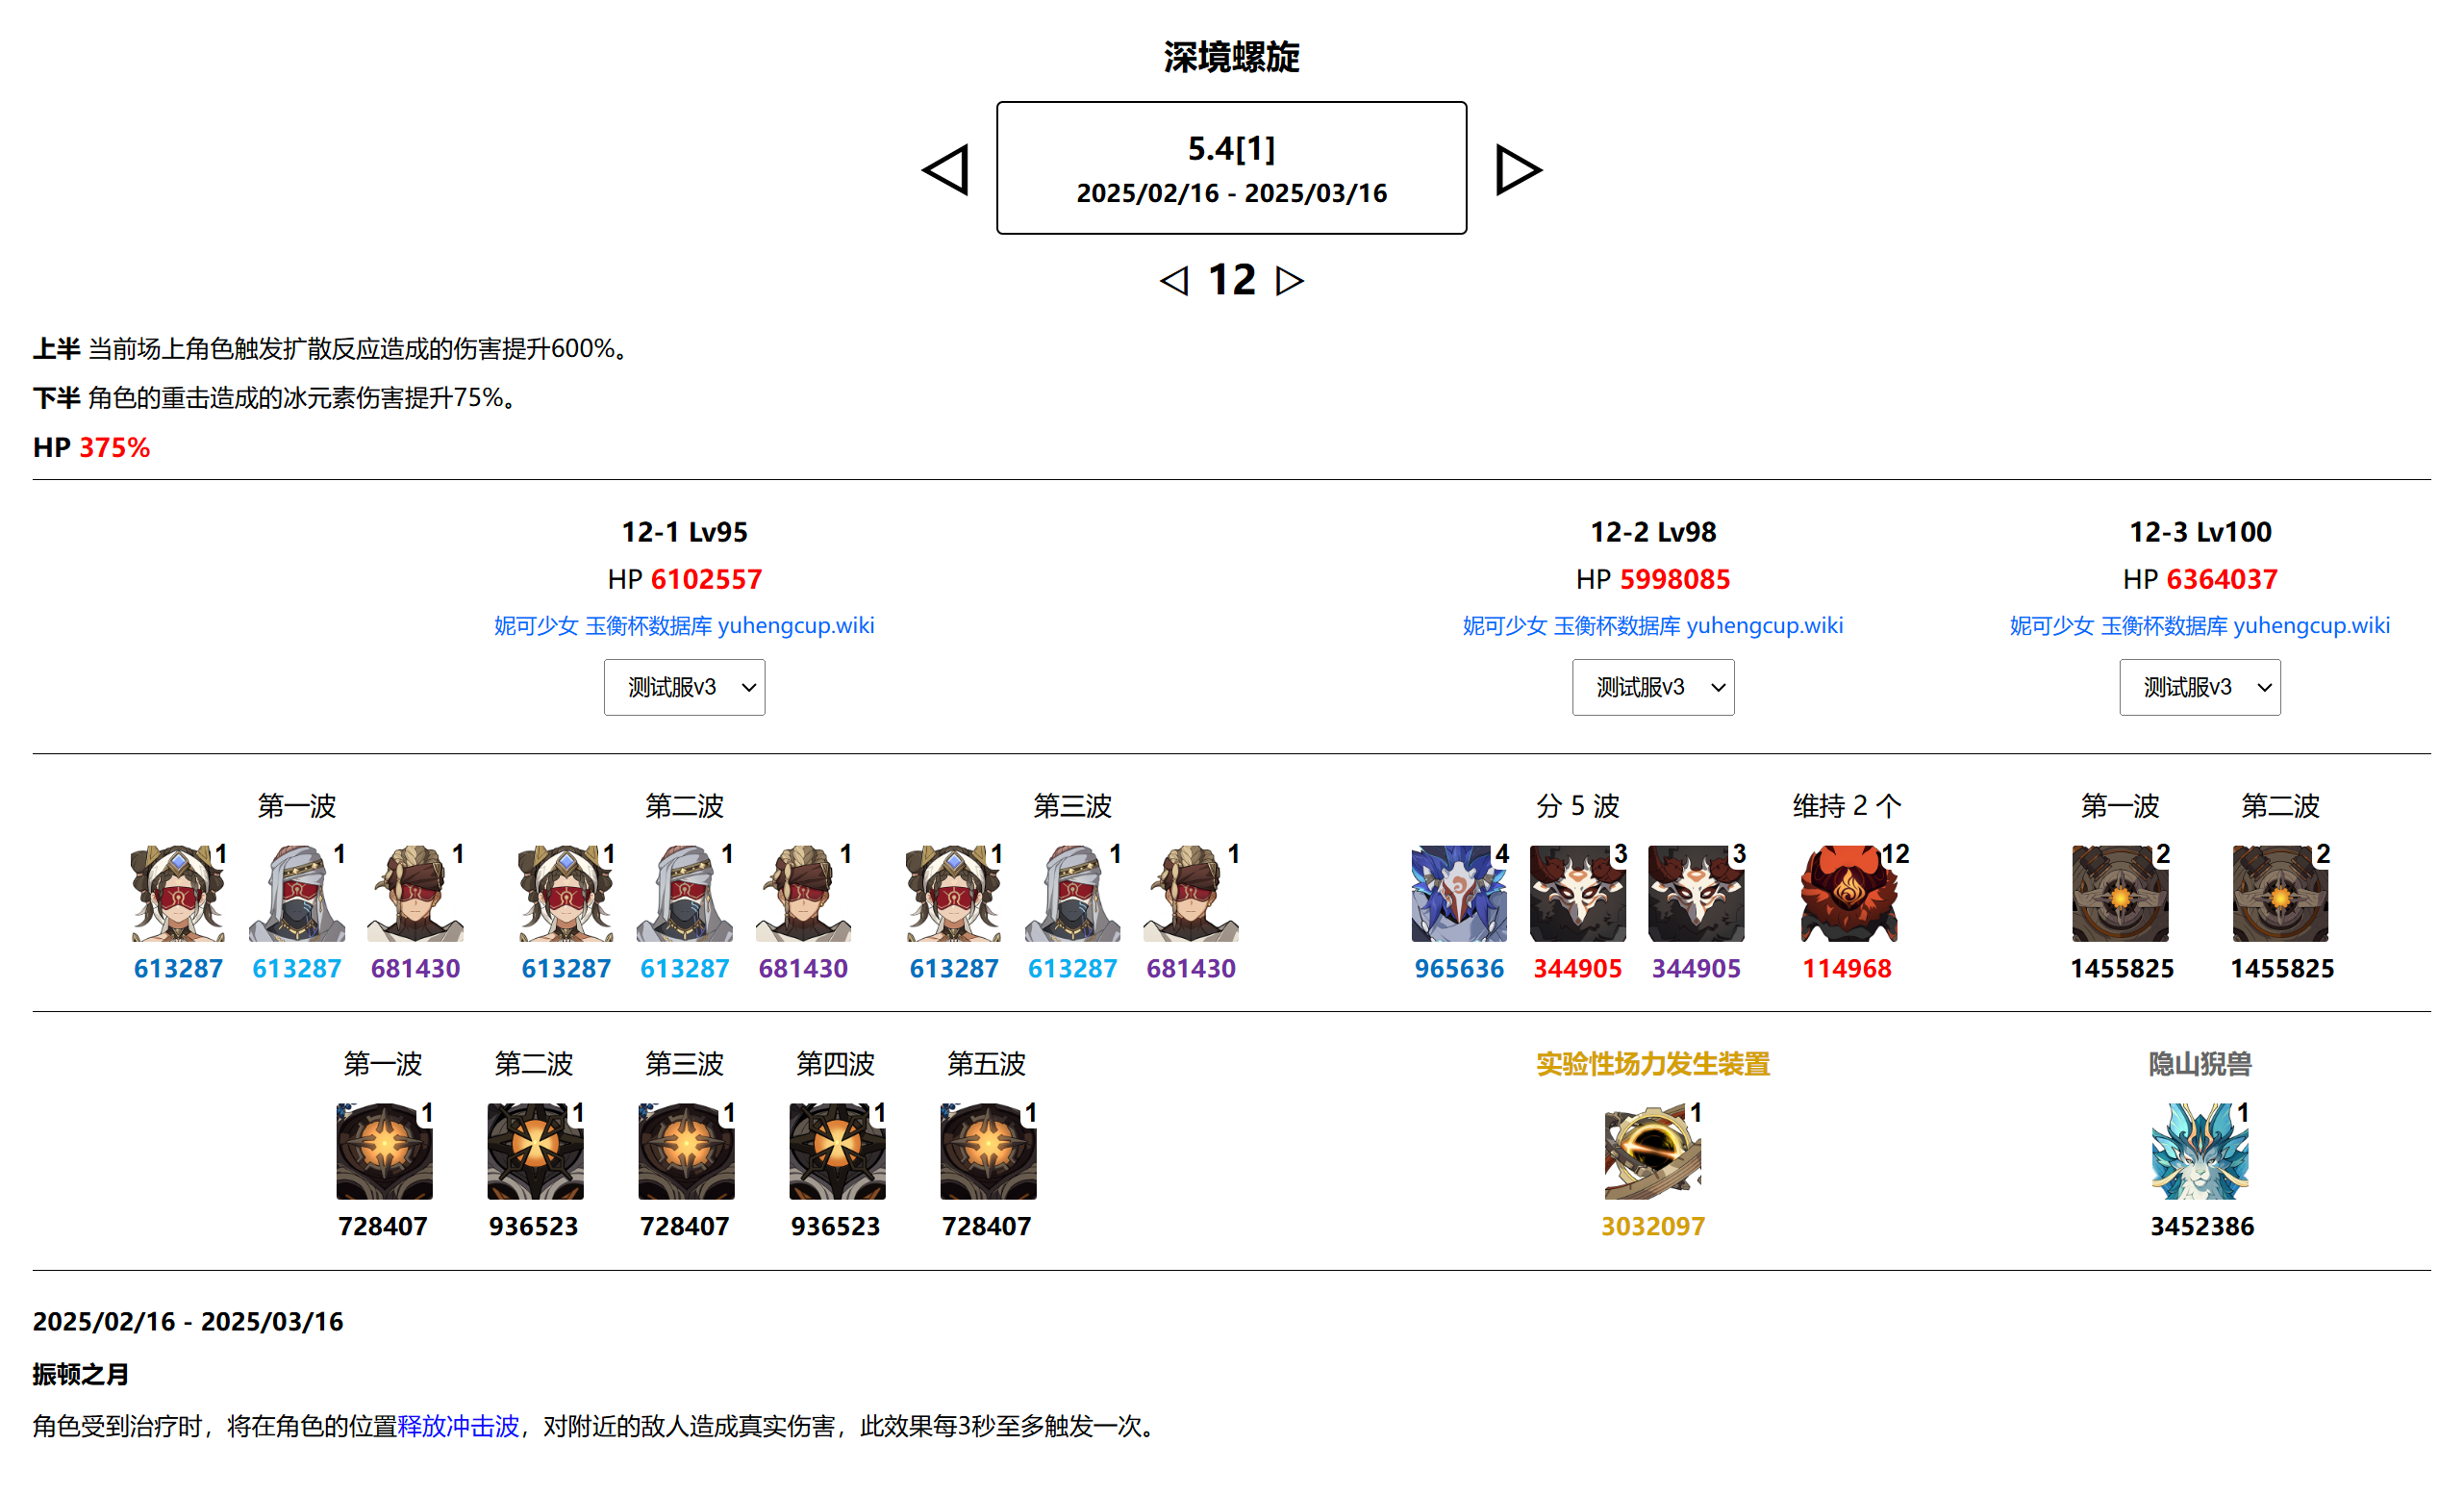 深境螺旋
5.4[1]
2025/02/16 - 2025/03/16
12
上半 当前场上角色触发扩散反应造成的伤害提升600%。
下半 角色的重击造成的冰元素伤害提升75%。
HP 375%
12-1 Lv95
HP 6102557
妮可少女 玉衡杯数据库 yuhengcup.wiki
测试服v3
12-2 Lv98
HP 5998085
妮可少女 玉衡杯数据库 yuhengcup.wiki
测试服v3
12-3 Lv100
HP 6364037
妮可少女 玉衡杯数据库 yuhengcup.wiki
测试服v3
第一波 第二波 第三波 分 5 波 维持 2 个 第一波 第二波
1 1 1 1 1 1 1 1 1 4 3 3 12 2 2
613287 613287 681430 613287 613287 681430 613287 613287 681430 965636 344905 344905 114968 1455825 1455825
第一波 第二波 第三波 第四波 第五波 实验性场力发生装置 隐山猊兽
1 1 1 1 1 1 1
728407 936523 728407 936523 728407 3032097 3452386
2025/02/16 - 2025/03/16
振顿之月
角色受到治疗时，将在角色的位置释放冲击波，对附近的敌人造成真实伤害，此效果每3秒至多触发一次。